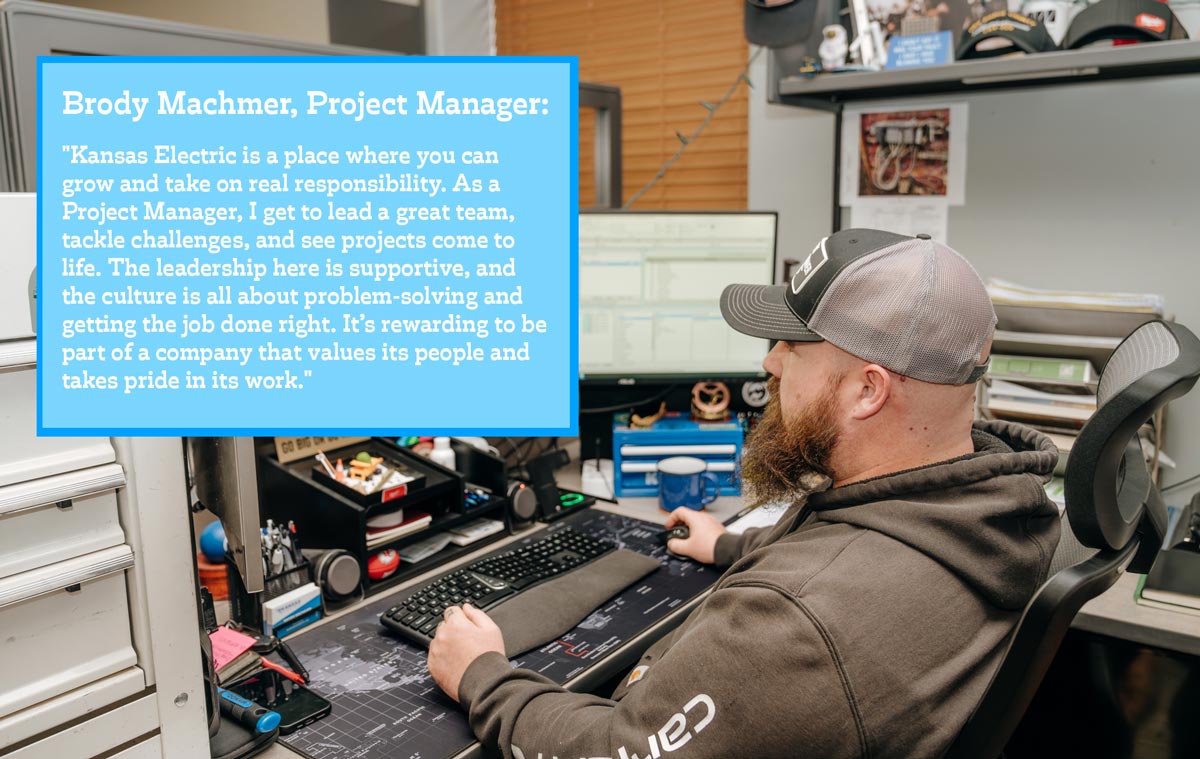 Brody Machmer, Project Manager:
"Kansas Electric is a place where you can
grow and take on real responsibility. As a
Project Manager, I get to lead a great team,
tackle challenges, and see projects come to
life. The leadership here is supportive, and
the culture is all about problem-solving and
getting the job done right. It’s rewarding to be
part of a company that values its people and
takes pride in its work."
GO BIG OR